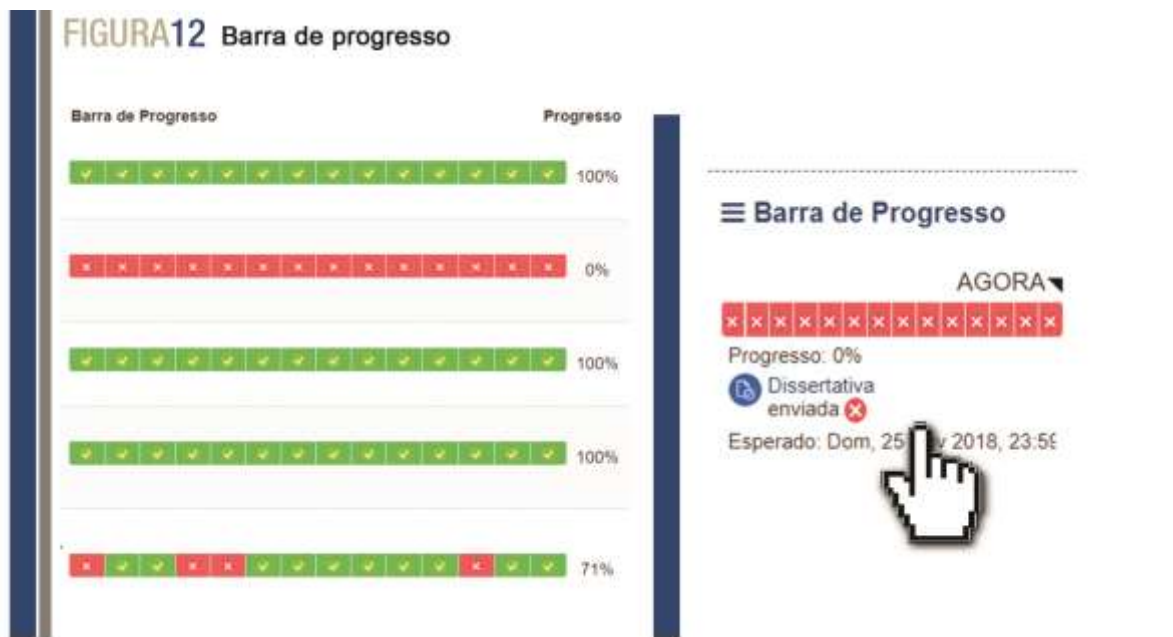 FIGURA12 Barra de progresso
Barra de Progresso Progresso
100%
0%
100%
100%
71%
Barra de Progresso
AGORA
Progresso: 0%
Dissertativa
enviada
Esperado: Dom, 25 2018, 23:59